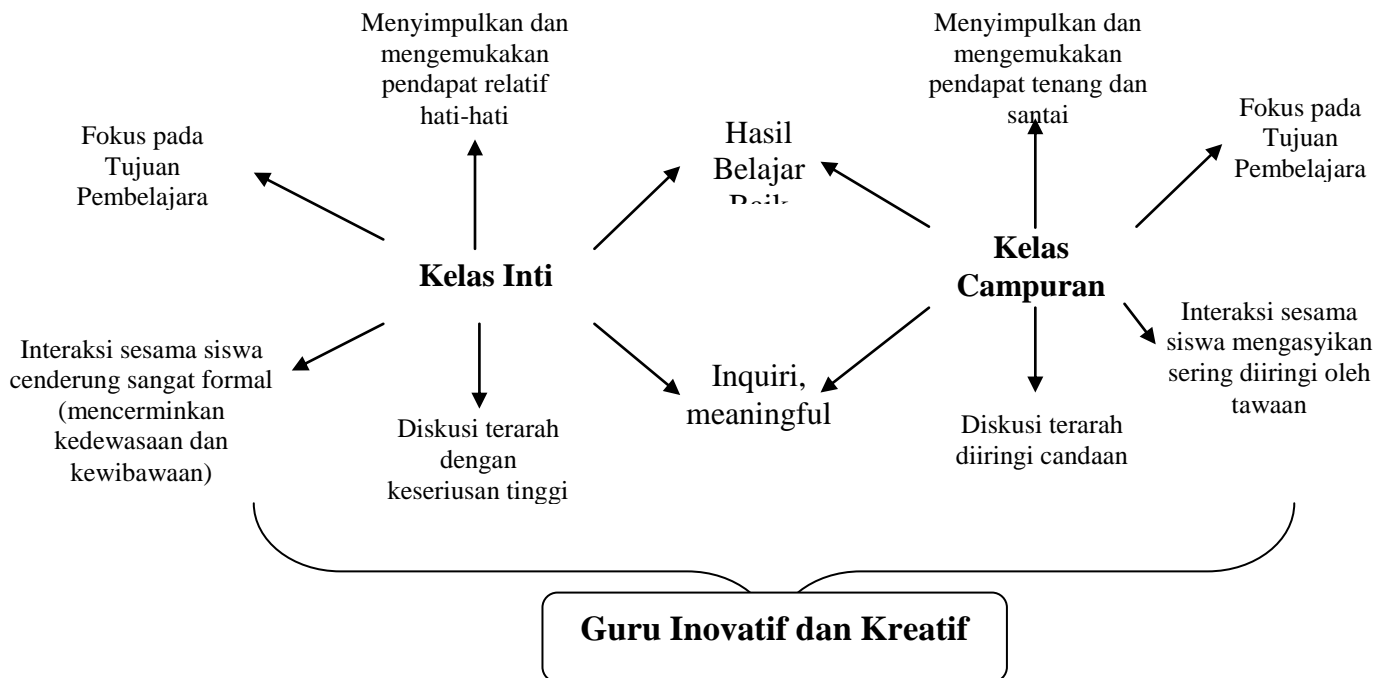 Menyimpulkan dan
mengemukakan
pendapat relatif
hati-hati
Menyimpulkan dan
mengemukakan
pendapat tenang dan
santai
Fokus pada
Tujuan
Pembelajara
Hasil
Belajar
Baik
Fokus pada
Tujuan
Pembelajara
Kelas Inti
Kelas
Campuran
Interaksi sesama siswa
cenderung sangat formal
(mencerminkan
kedewasaan dan
kewibawaan)
Diskusi terarah
dengan
keseriusan tinggi
Inquiri,
meaningful
Diskusi terarah
diiringi candaan
Interaksi sesama
siswa mengasyikan
sering diiringi oleh
tawaan
Guru Inovatif dan Kreatif